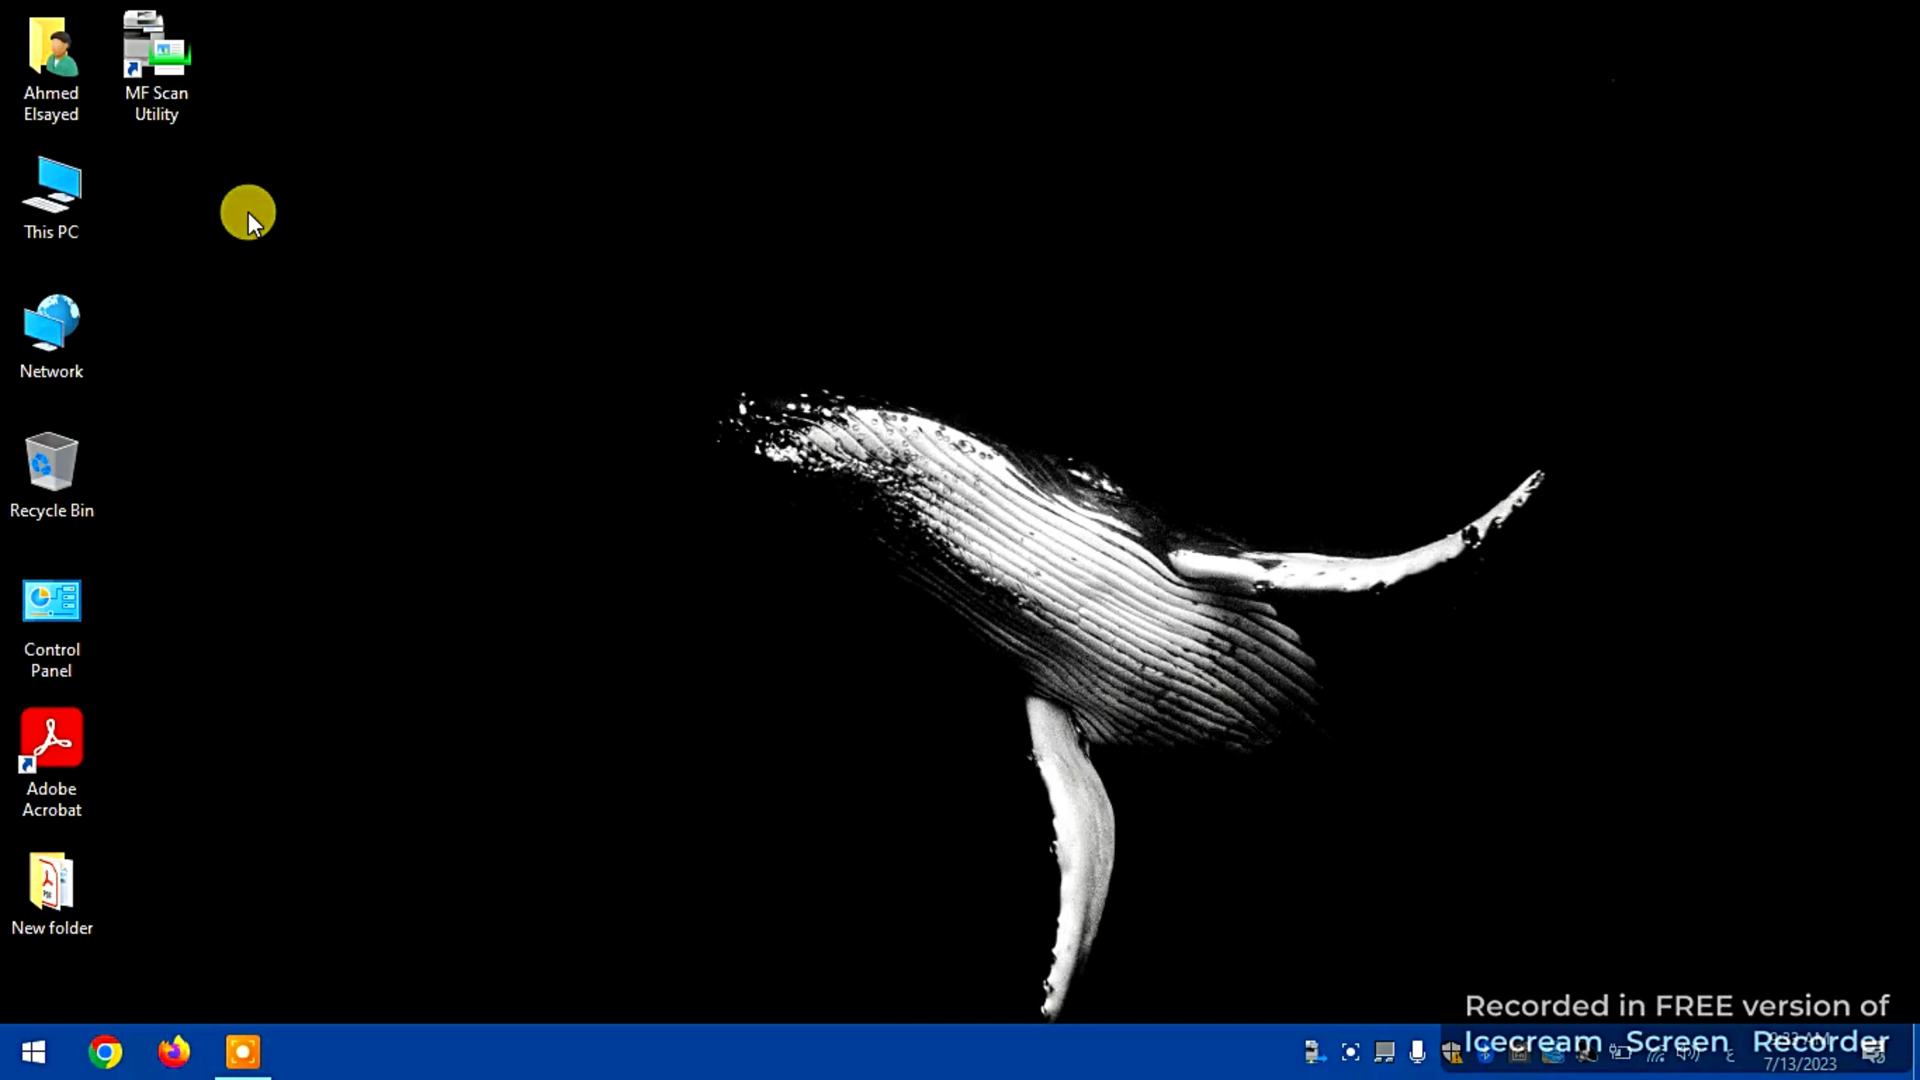 Ahmed
Elsayed
MF Scan
Utility
This PC
Network
Recycle Bin
Control
Panel
Adobe
Acrobat
PDF
New folder
Recorded in FREE version of
Icecream Screen Recorder
7/13/2023